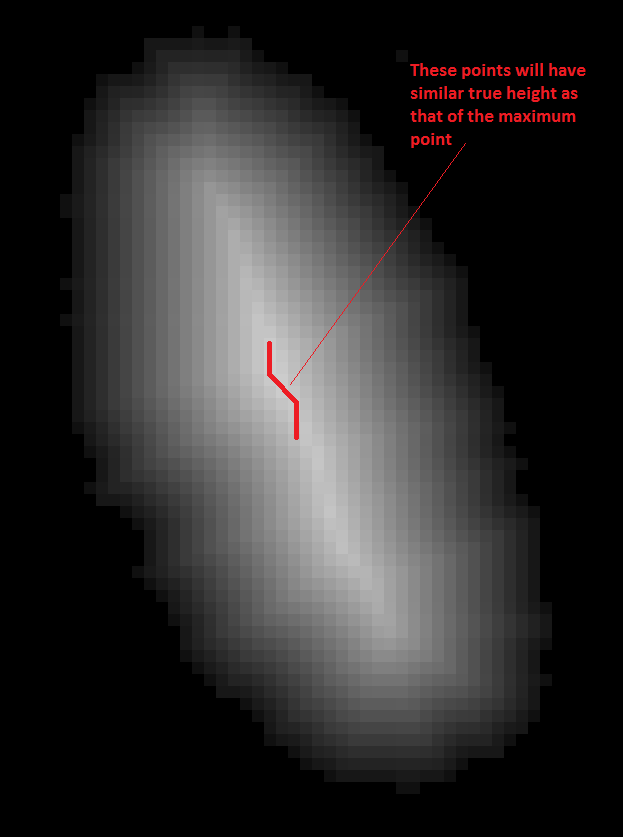 These points will have
similar true height as
that of the maximum
point